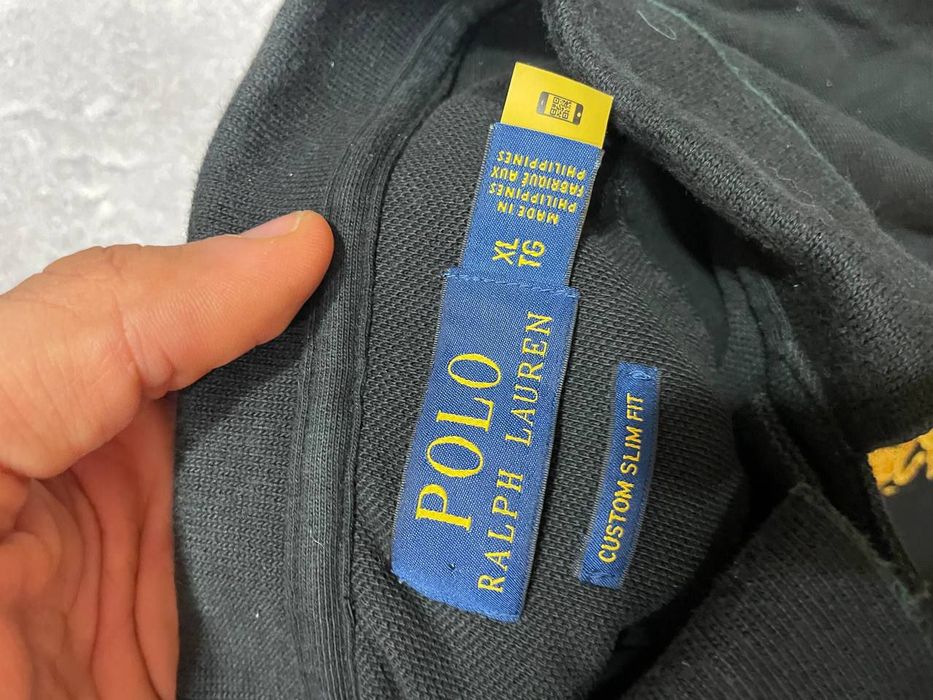 POLO
RALPH LAUREN
XL
TG
MADE IN
PHILIPPINES
FABRIQUÉ AUX
PHILIPPINES
CUSTOM SLIM FIT